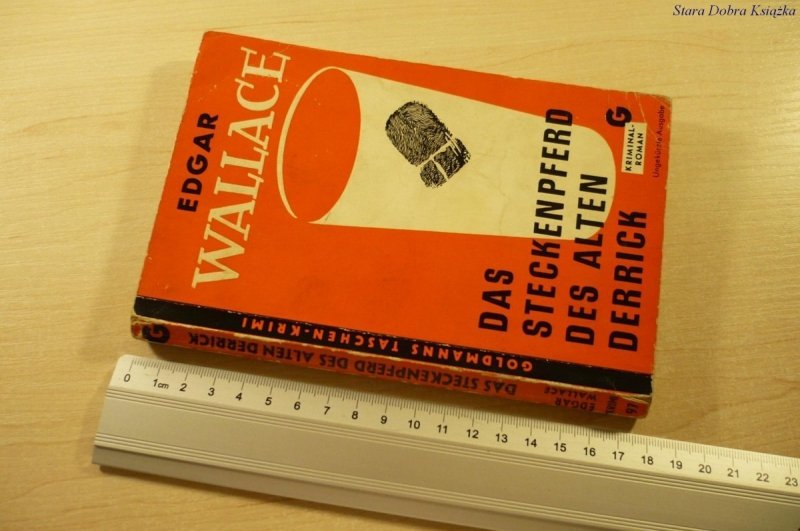 Stara Dobra Książka
EDGAR
WALLACE
DAS
STECKENPFERD
DES ALTEN
DERRICK
G
KRIMINAL-
ROMAN
Ungekürzte Ausgabe
GOLDMANNS TASCHEN-KRIMI
G
DAS STECKENPFERD DES ALTEN DERRICK
EDGAR
WALLACE
KRIMI
97
0 1cm 2 3 4 5 6 7 8 9 10 11 12 13 14 15 16 17 18 19 20 21 22 23